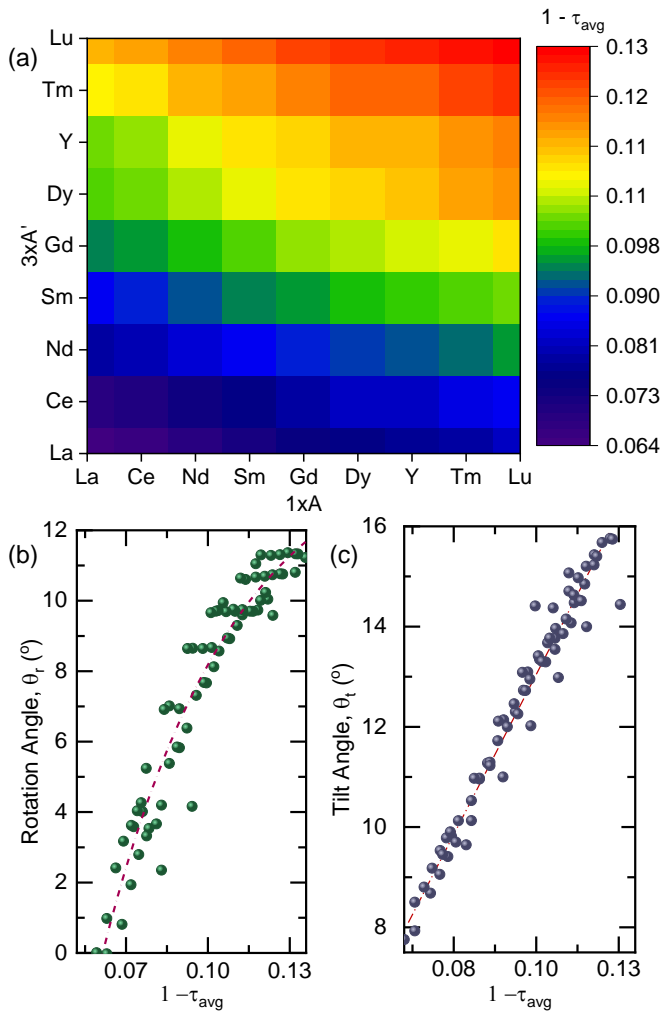 (a)
1 - τavg
Lu
Tm
Y
Dy
Gd
Sm
Nd
Ce
La
3xA'
La Ce Nd Sm Gd Dy Y Tm Lu
1xA
0.13
0.13
0.11
0.11
0.098
0.090
0.081
0.073
0.064
(b)
12
10
8
6
4
2
0
Rotation Angle, θr (º)
0.07 0.10 0.13
1 −τavg
(c)
16
14
12
10
8
Tilt Angle, θt (º)
0.08 0.10 0.13
1 −τavg